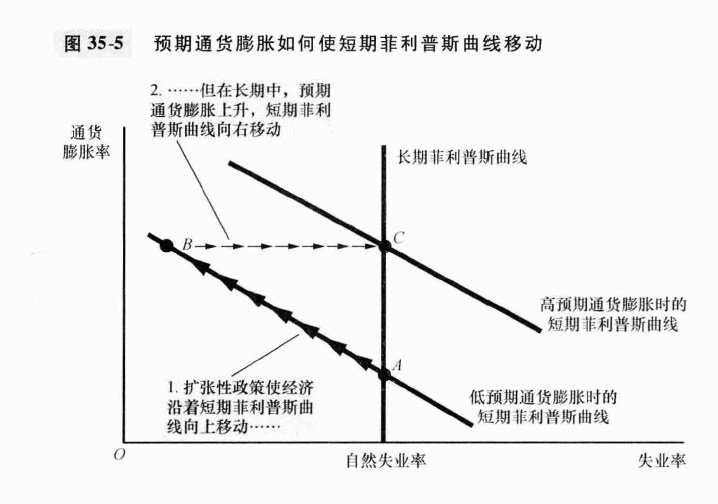 图 35-5 预期通货膨胀如何使短期菲利普斯曲线移动
2. ……但在长期中，预期
通货膨胀上升，短期菲利
普斯曲线向右移动
通货
膨胀率
长期菲利普斯曲线
B
C
高预期通货膨胀时的
短期菲利普斯曲线
A
1. 扩张性政策使经济
沿着短期菲利普斯曲
线向上移动……
低预期通货膨胀时的
短期菲利普斯曲线
O
自然失业率
失业率